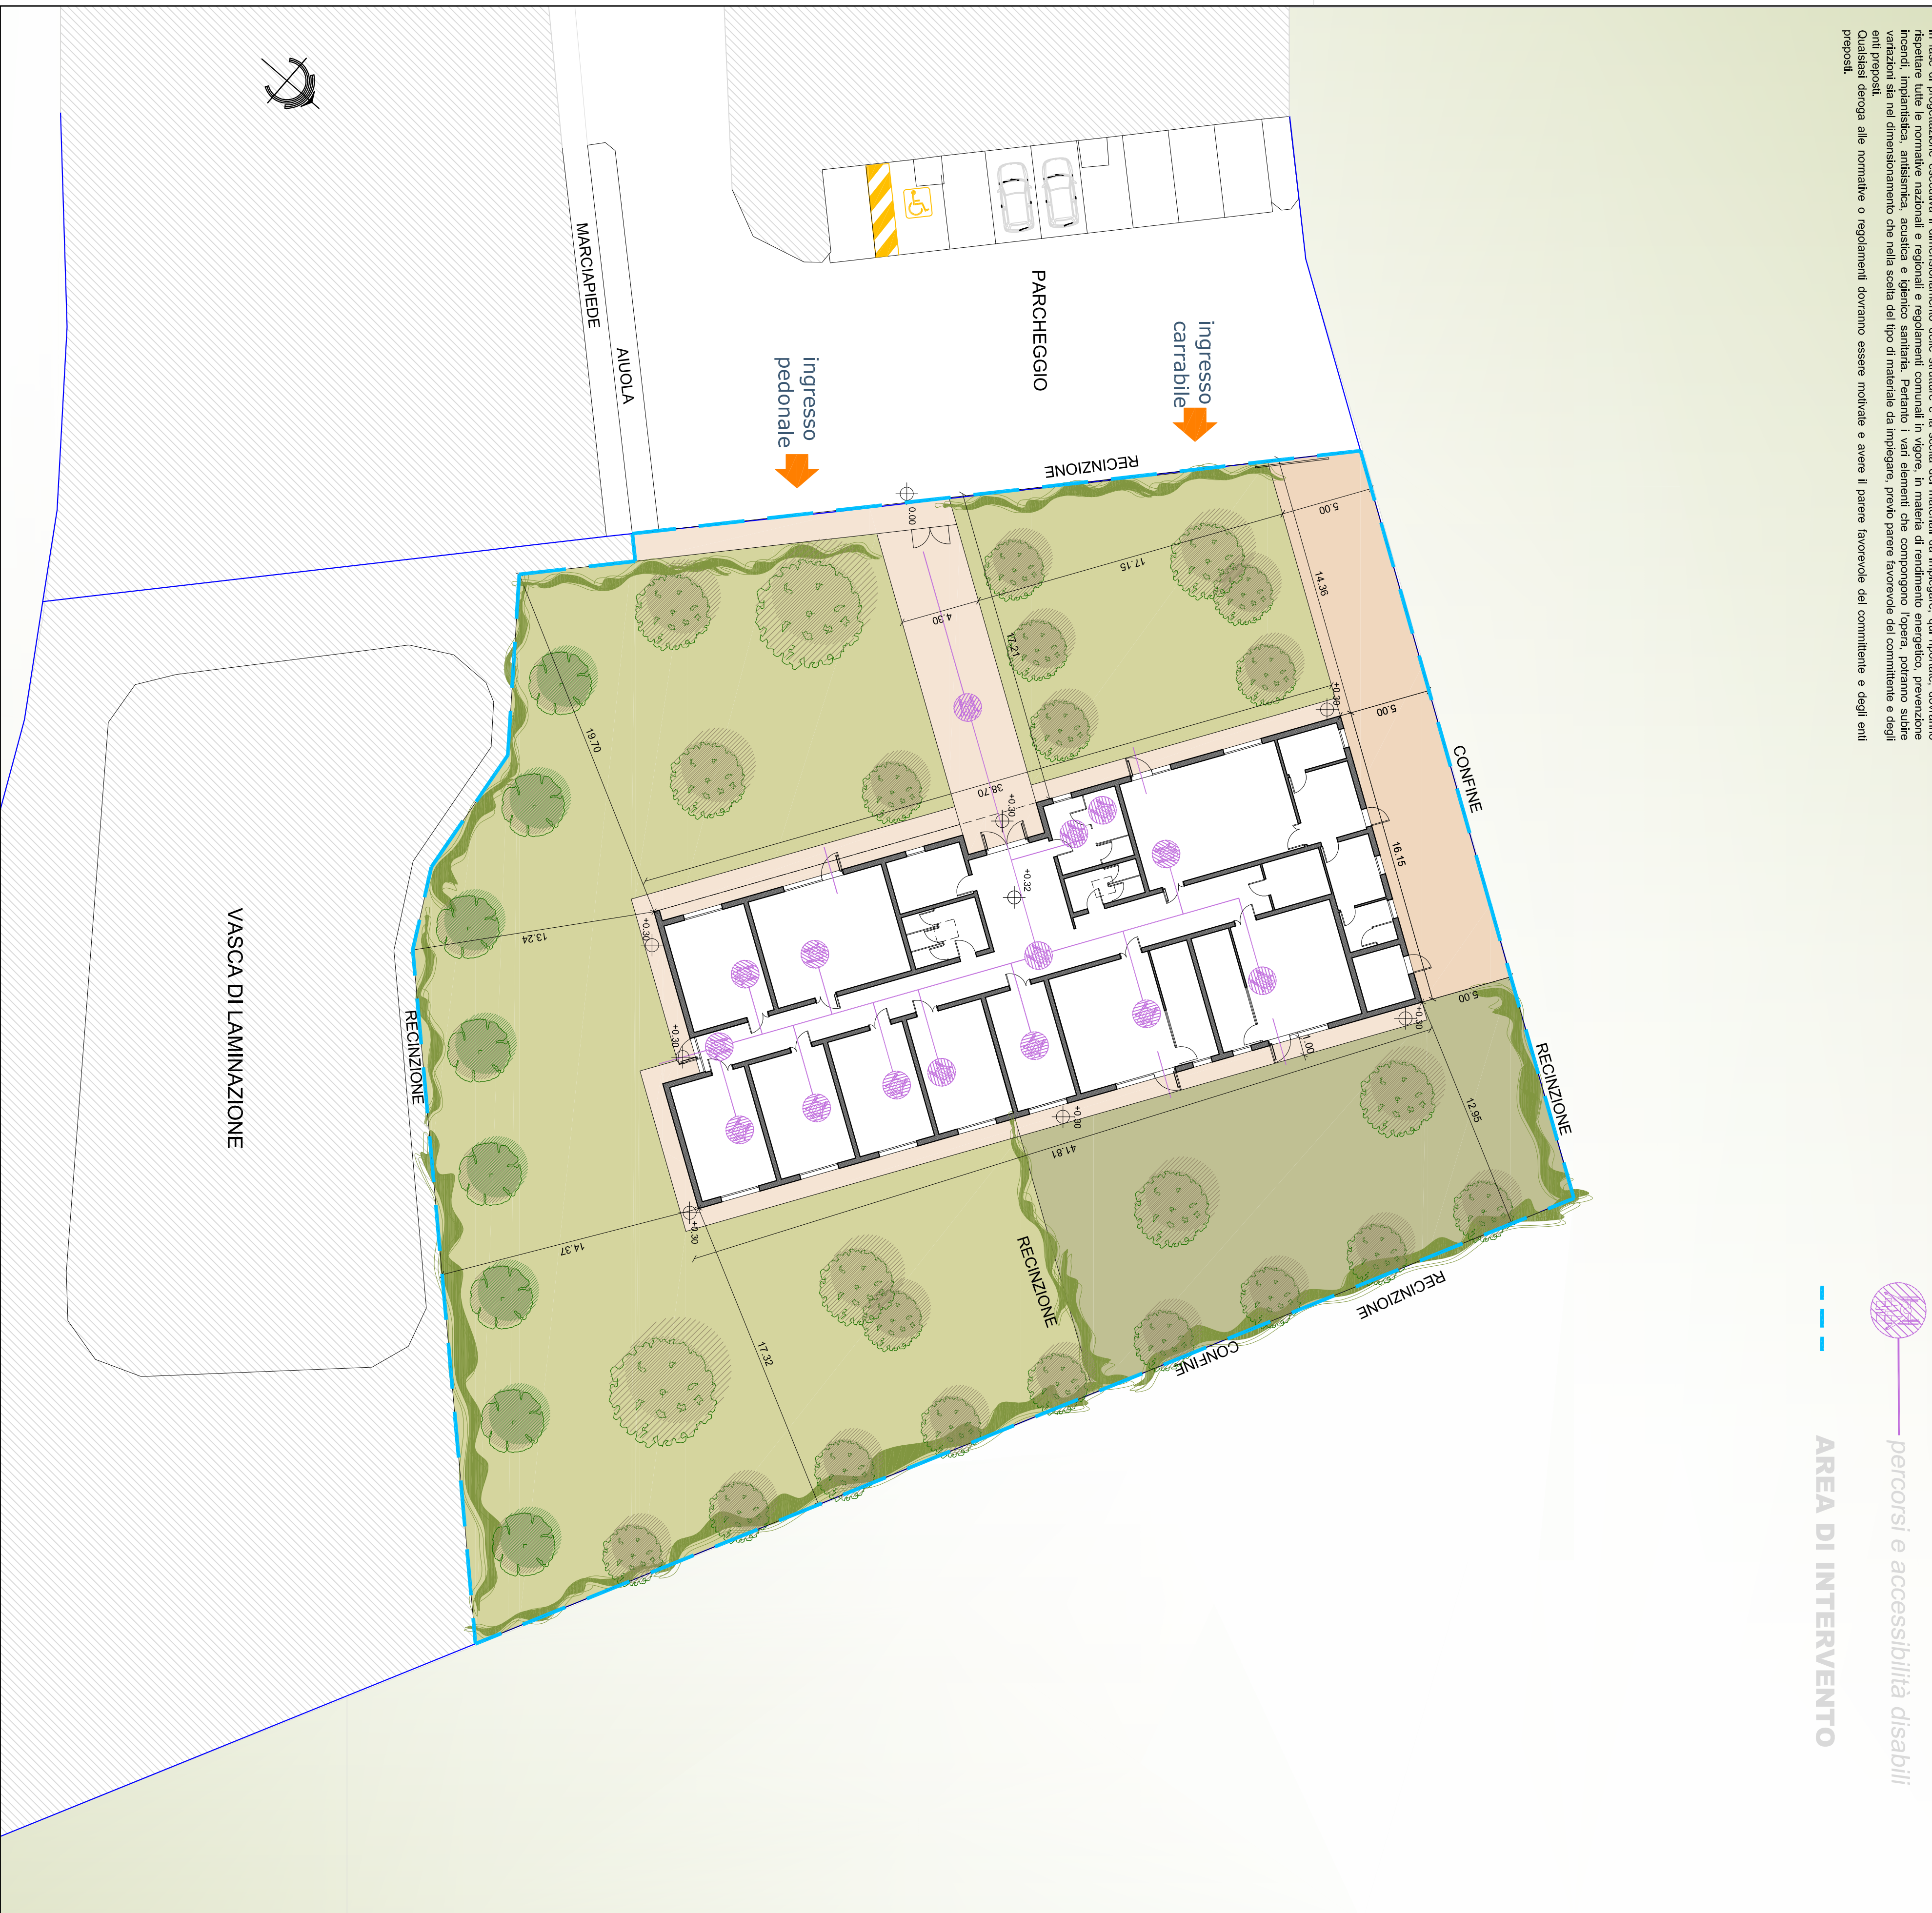 rispettare tutte le normative nazionali e regionali e regolamenti comunali in vigore, in materia di rendimento energetico, prevenzione
incendi, impiantistica, antisismica, acustica e igienico sanitaria. Pertanto i vari elementi che compongono l'opera, potranno subire
variazioni sia nel dimensionamento che nella scelta del tipo di materiale da impiegare, previo parere favorevole del committente e degli
enti preposti.
Qualsiasi deroga alle normative o regolamenti dovranno essere motivate e avere il parere favorevole del committente e degli enti
preposti.
percorsi e accessibilità disabili
AREA DI INTERVENTO
MARCIAPIEDE
AIUOLA
PARCHEGGIO
ingresso
carrabile
ingresso
pedonale
RECINZIONE
0.00
5.00
17.15
14.36
4.30
17.21
+0.30
5.00
CONFINE
19.70
38.70
+0.30
+0.32
16.15
13.24
+0.30
+0.30
5.00
+0.30
1.00
RECINZIONE
12.95
VASCA DI LAMINAZIONE
RECINZIONE
+0.30
41.81
+0.30
14.37
RECINZIONE
17.32
RECINZIONE
CONFINE